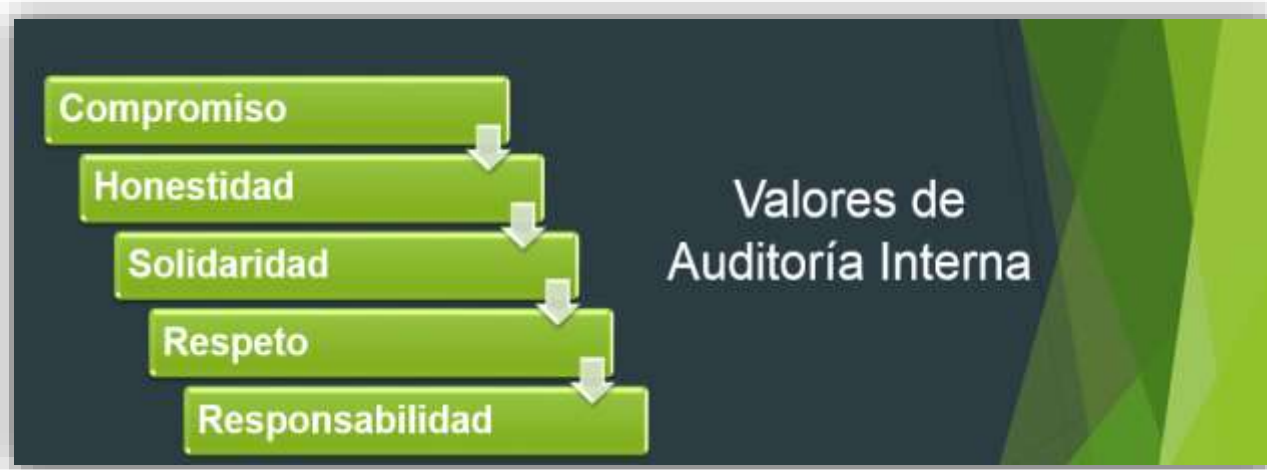 Compromiso
Honestidad
Solidaridad
Respeto
Responsabilidad
Valores de
Auditoría Interna